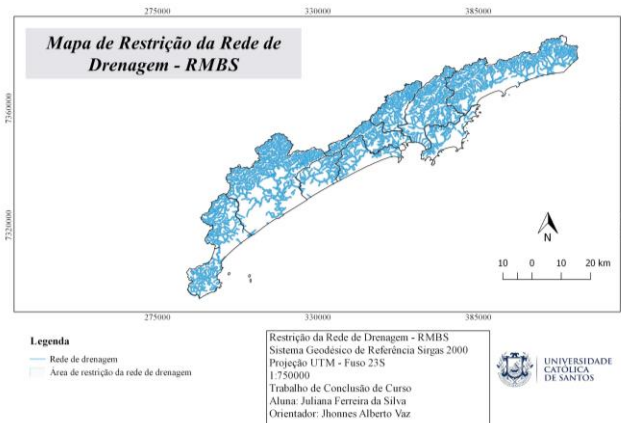 275000 330000 385000
Mapa de Restrição da Rede de
Drenagem - RMBS
7360000
7320000
N
10 0 10 20 km
275000 330000 385000
Legenda
Rede de drenagem
Área de restrição da rede de drenagem
Restrição da Rede de Drenagem - RMBS
Sistema Geodésico de Referência Sirgas 2000
Projeção UTM - Fuso 23S
1:750000
Trabalho de Conclusão de Curso
Aluna: Juliana Ferreira da Silva
Orientador: Jhonnes Alberto Vaz
UNIVERSIDADE
CATÓLICA
DE SANTOS